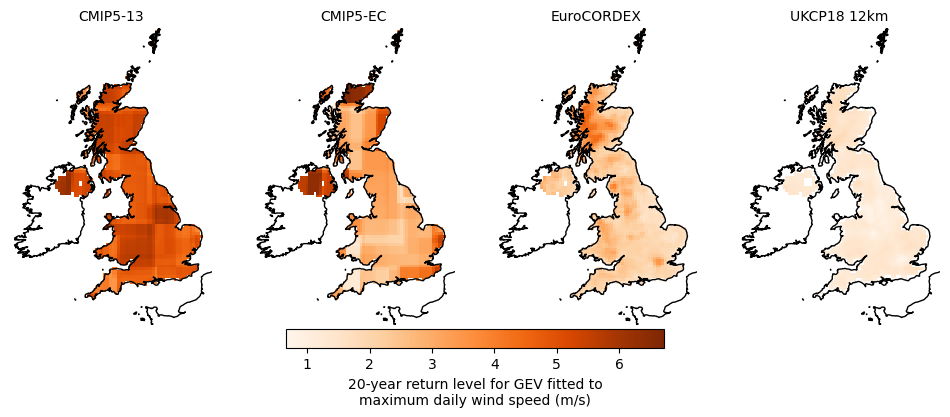 CMIP5-13 CMIP5-EC EuroCORDEX UKCP18 12km
1 2 3 4 5 6
20-year return level for GEV fitted to
maximum daily wind speed (m/s)